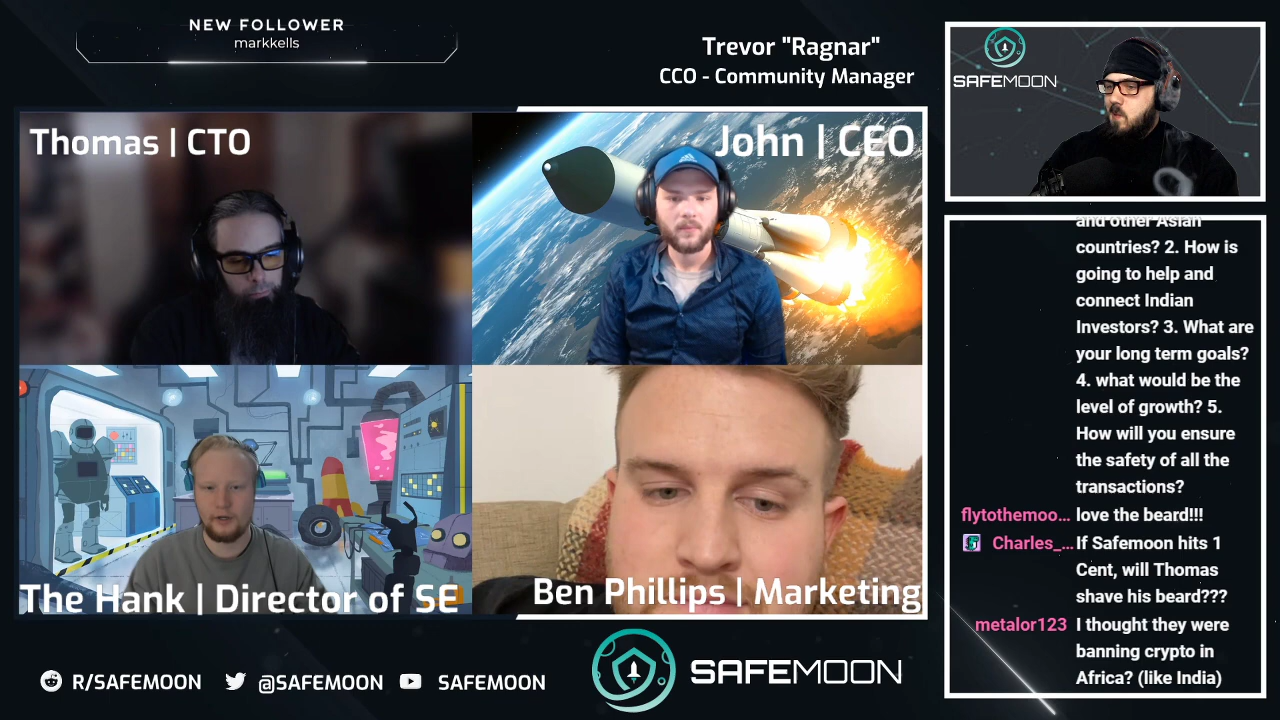 NEW FOLLOWER
markkells
Trevor "Ragnar"
CCO - Community Manager
SAFEMOON
Thomas | CTO
John | CEO
The Hank | Director of SE
Ben Phillips | Marketing
and other Asian
countries? 2. How is
going to help and
connect Indian
Investors? 3. What are
your long term goals?
4. what would be the
level of growth? 5.
How will you ensure
the safety of all the
transactions?
flytothemoo... love the beard!!!
Charles_... If Safemoon hits 1
Cent, will Thomas
shave his beard???
metalor123 I thought they were
banning crypto in
Africa? (like India)
R/SAFEMOON @SAFEMOON SAFEMOON
SAFEMOON